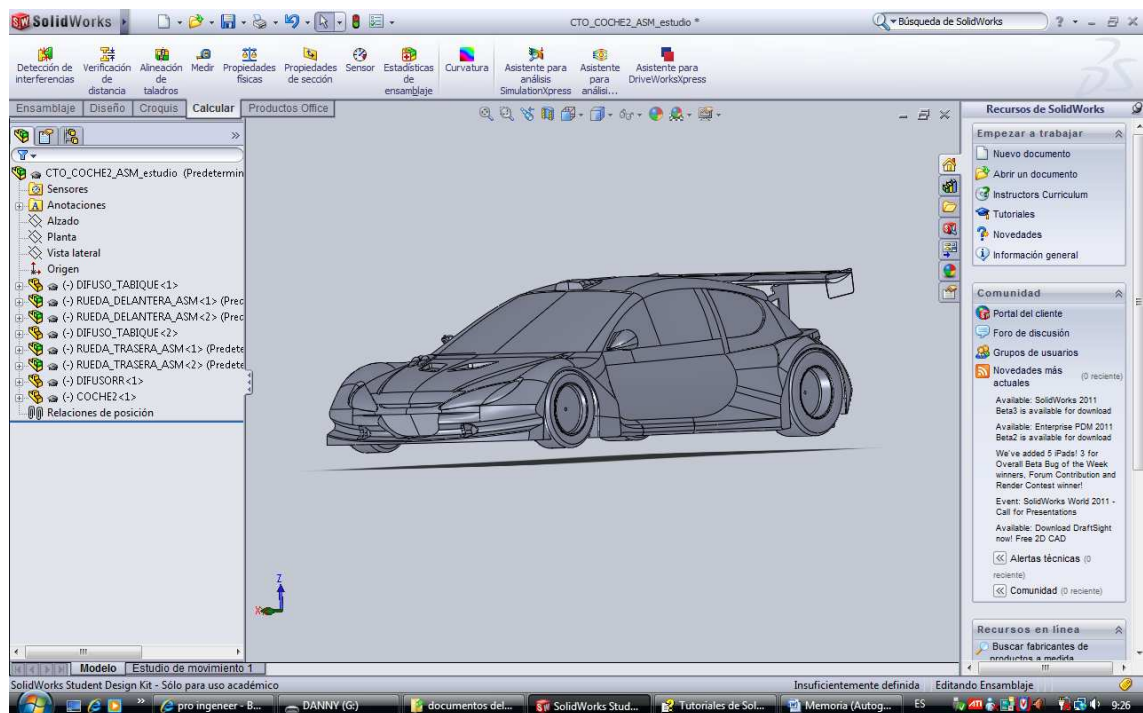 SolidWorks
CTO_COCHE2_ASM_estudio *
Búsqueda de SolidWorks
Detección de interferencias
Verificación de distancia
Alineación de taladros
Medir
Propiedades físicas
Propiedades de sección
Sensor
Estadísticas de ensamblaje
Curvatura
Asistente para análisis SimulationXpress
Asistente para análisi...
Asistente para DriveWorksXpress
Ensamblaje
Diseño
Croquis
Calcular
Productos Office
CTO_COCHE2_ASM_estudio (Predetermin
Sensores
Anotaciones
Alzado
Planta
Vista lateral
Origen
(-) DIFUSO_TABIQUE<1>
(-) RUEDA_DELANTERA_ASM<1> (Prec
(-) RUEDA_DELANTERA_ASM<2> (Prec
(-) DIFUSO_TABIQUE<2>
(-) RUEDA_TRASERA_ASM<1> (Predete
(-) RUEDA_TRASERA_ASM<2> (Predete
(-) DIFUSORR<1>
(-) COCHE2<1>
Relaciones de posición
Z
X
Recursos de SolidWorks
Empezar a trabajar
Nuevo documento
Abrir un documento
Instructors Curriculum
Tutoriales
Novedades
Información general
Comunidad
Portal del cliente
Foro de discusión
Grupos de usuarios
Novedades más actuales (0 reciente)
Available: SolidWorks 2011
Beta3 is available for download
Available: Enterprise PDM 2011
Beta2 is available for download
We've added 5 iPads! 3 for
Overall Beta Bug of the Week
winners, Forum Contribution and
Render Contest winner!
Event: SolidWorks World 2011 -
Call for Presentations
Available: Download DraftSight
now! Free 2D CAD
Alertas técnicas (0
reciente)
Comunidad (0 reciente)
Recursos en línea
Buscar fabricantes de
productos a medida
Modelo
Estudio de movimiento 1
SolidWorks Student Design Kit - Sólo para uso académico
Insuficientemente definida
Editando Ensamblaje
pro ingeneer - B...
DANNY (G:)
documentos del...
SolidWorks Stud...
Tutoriales de Sol...
Memoria (Autog...
ES
9:26